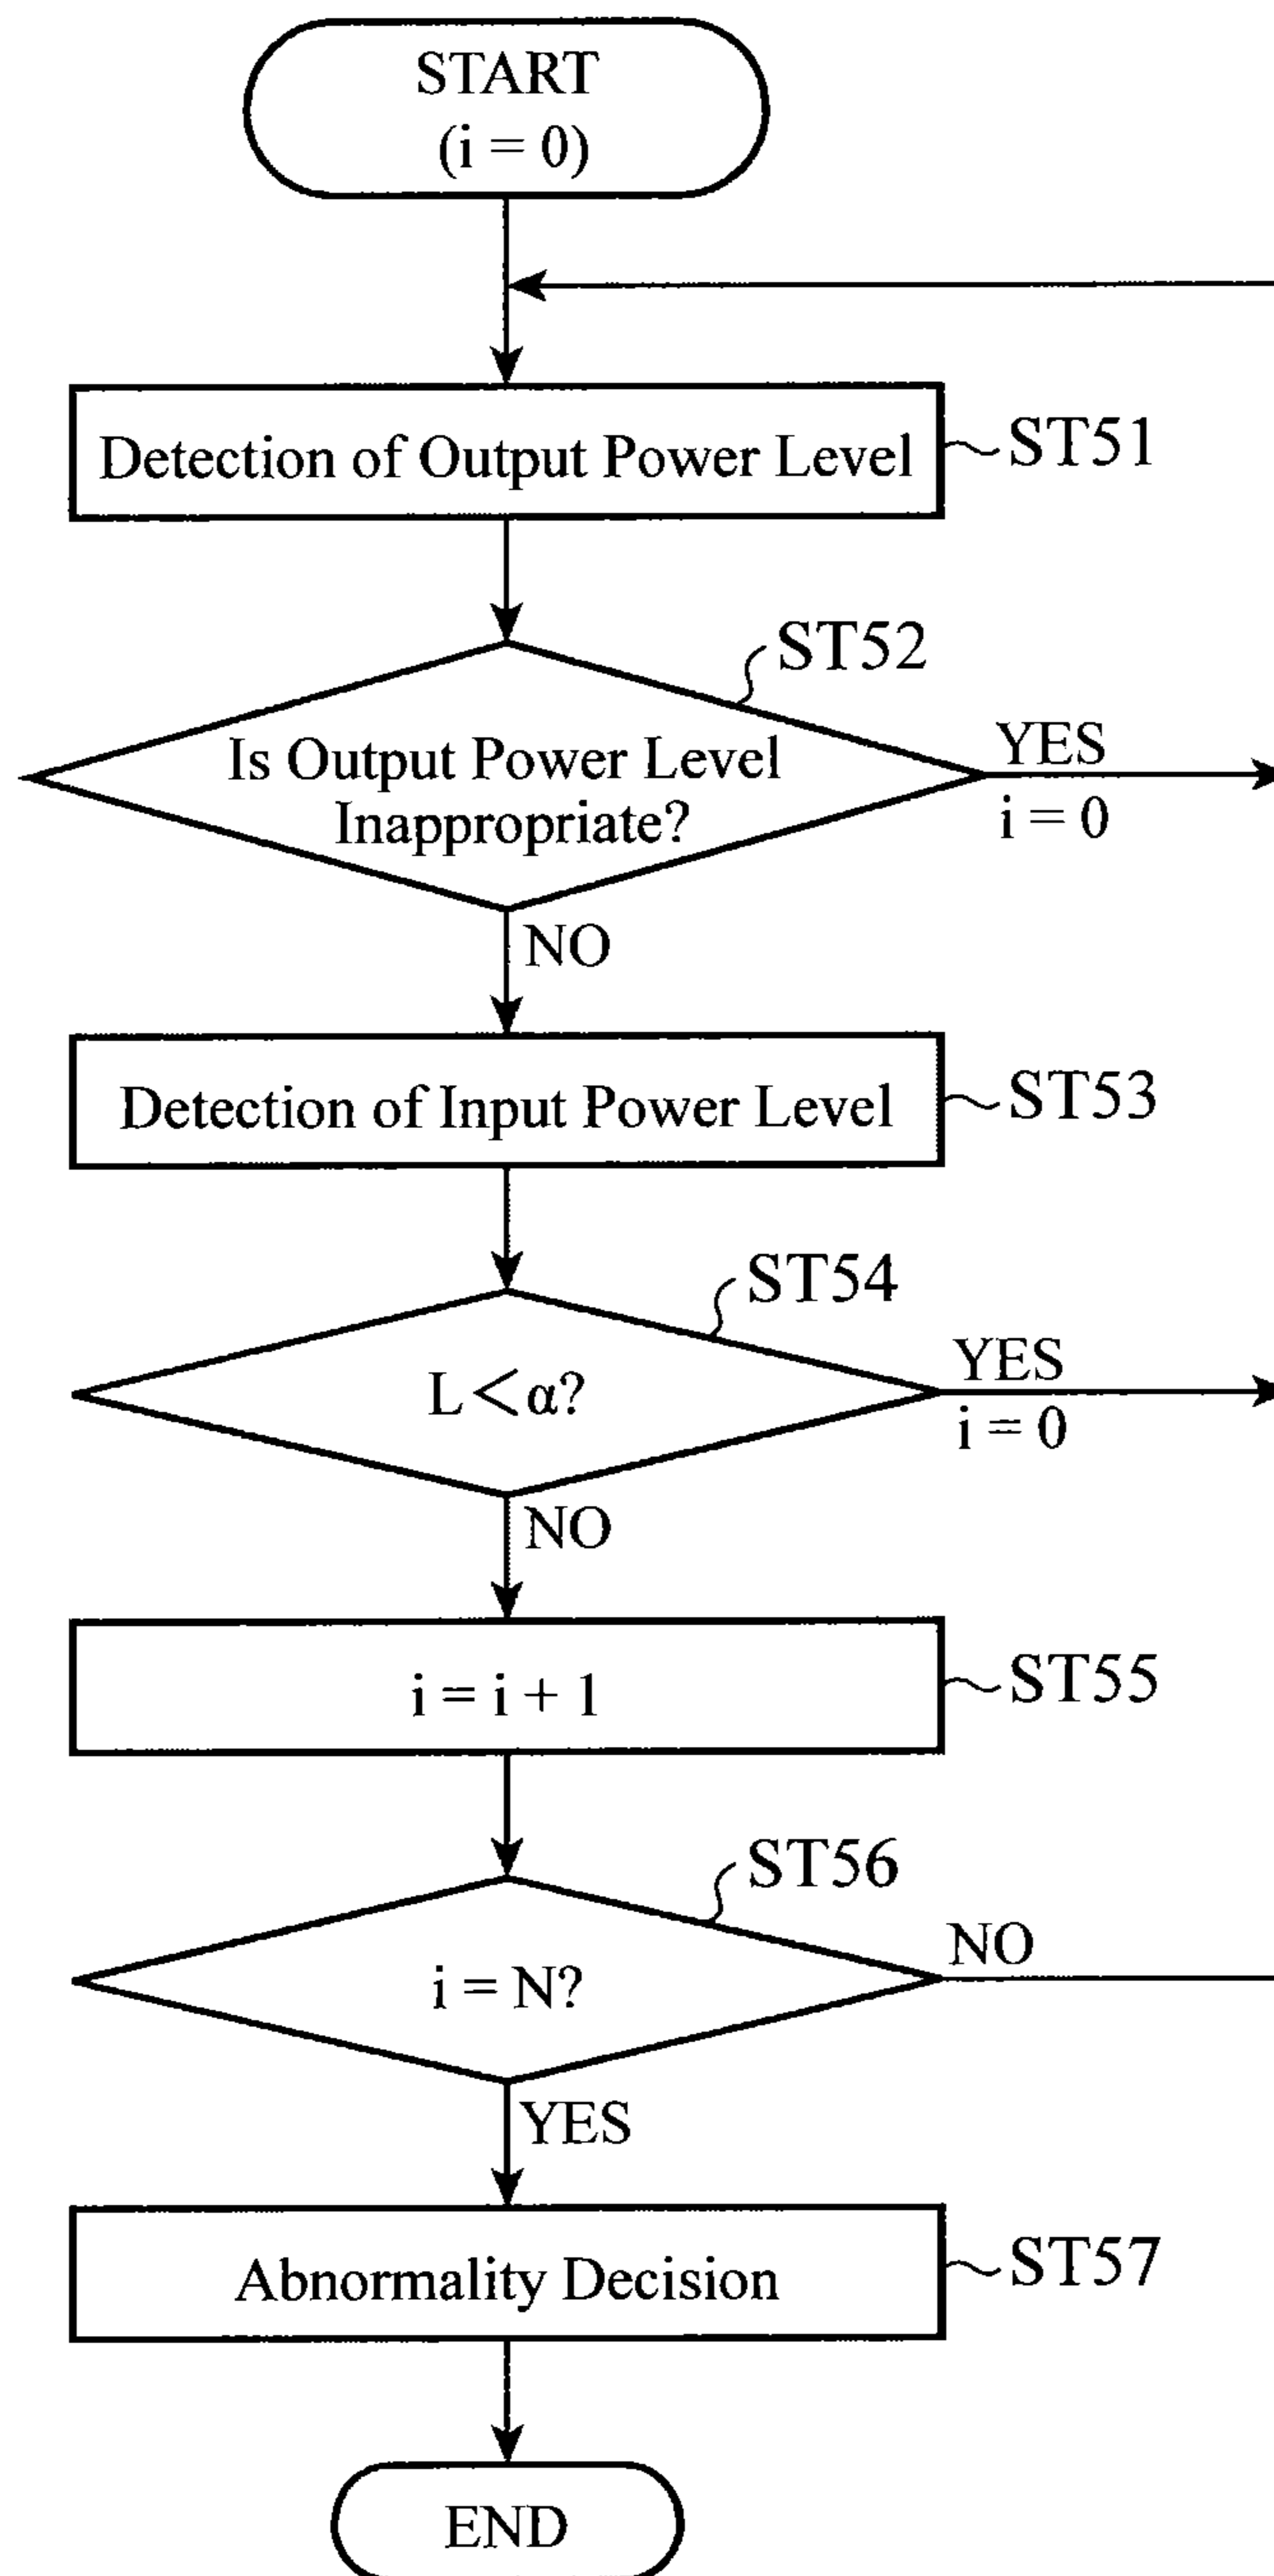 START
(i = 0)
Detection of Output Power Level
ST51
ST52
Is Output Power Level
Inappropriate?
YES
i = 0
NO
Detection of Input Power Level
ST53
ST54
L<α?
YES
i = 0
NO
i = i + 1
ST55
ST56
i = N?
NO
YES
Abnormality Decision
ST57
END